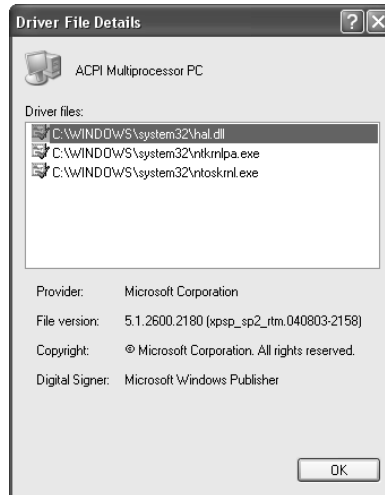 Driver File Details
ACPI Multiprocessor PC
Driver files:
C:\WINDOWS\system32\hal.dll
C:\WINDOWS\system32\ntkrnlpa.exe
C:\WINDOWS\system32\ntoskrnl.exe
Provider: Microsoft Corporation
File version: 5.1.2600.2180 (xpsp_sp2_rtm.040803-2158)
Copyright: © Microsoft Corporation. All rights reserved.
Digital Signer: Microsoft Windows Publisher
OK